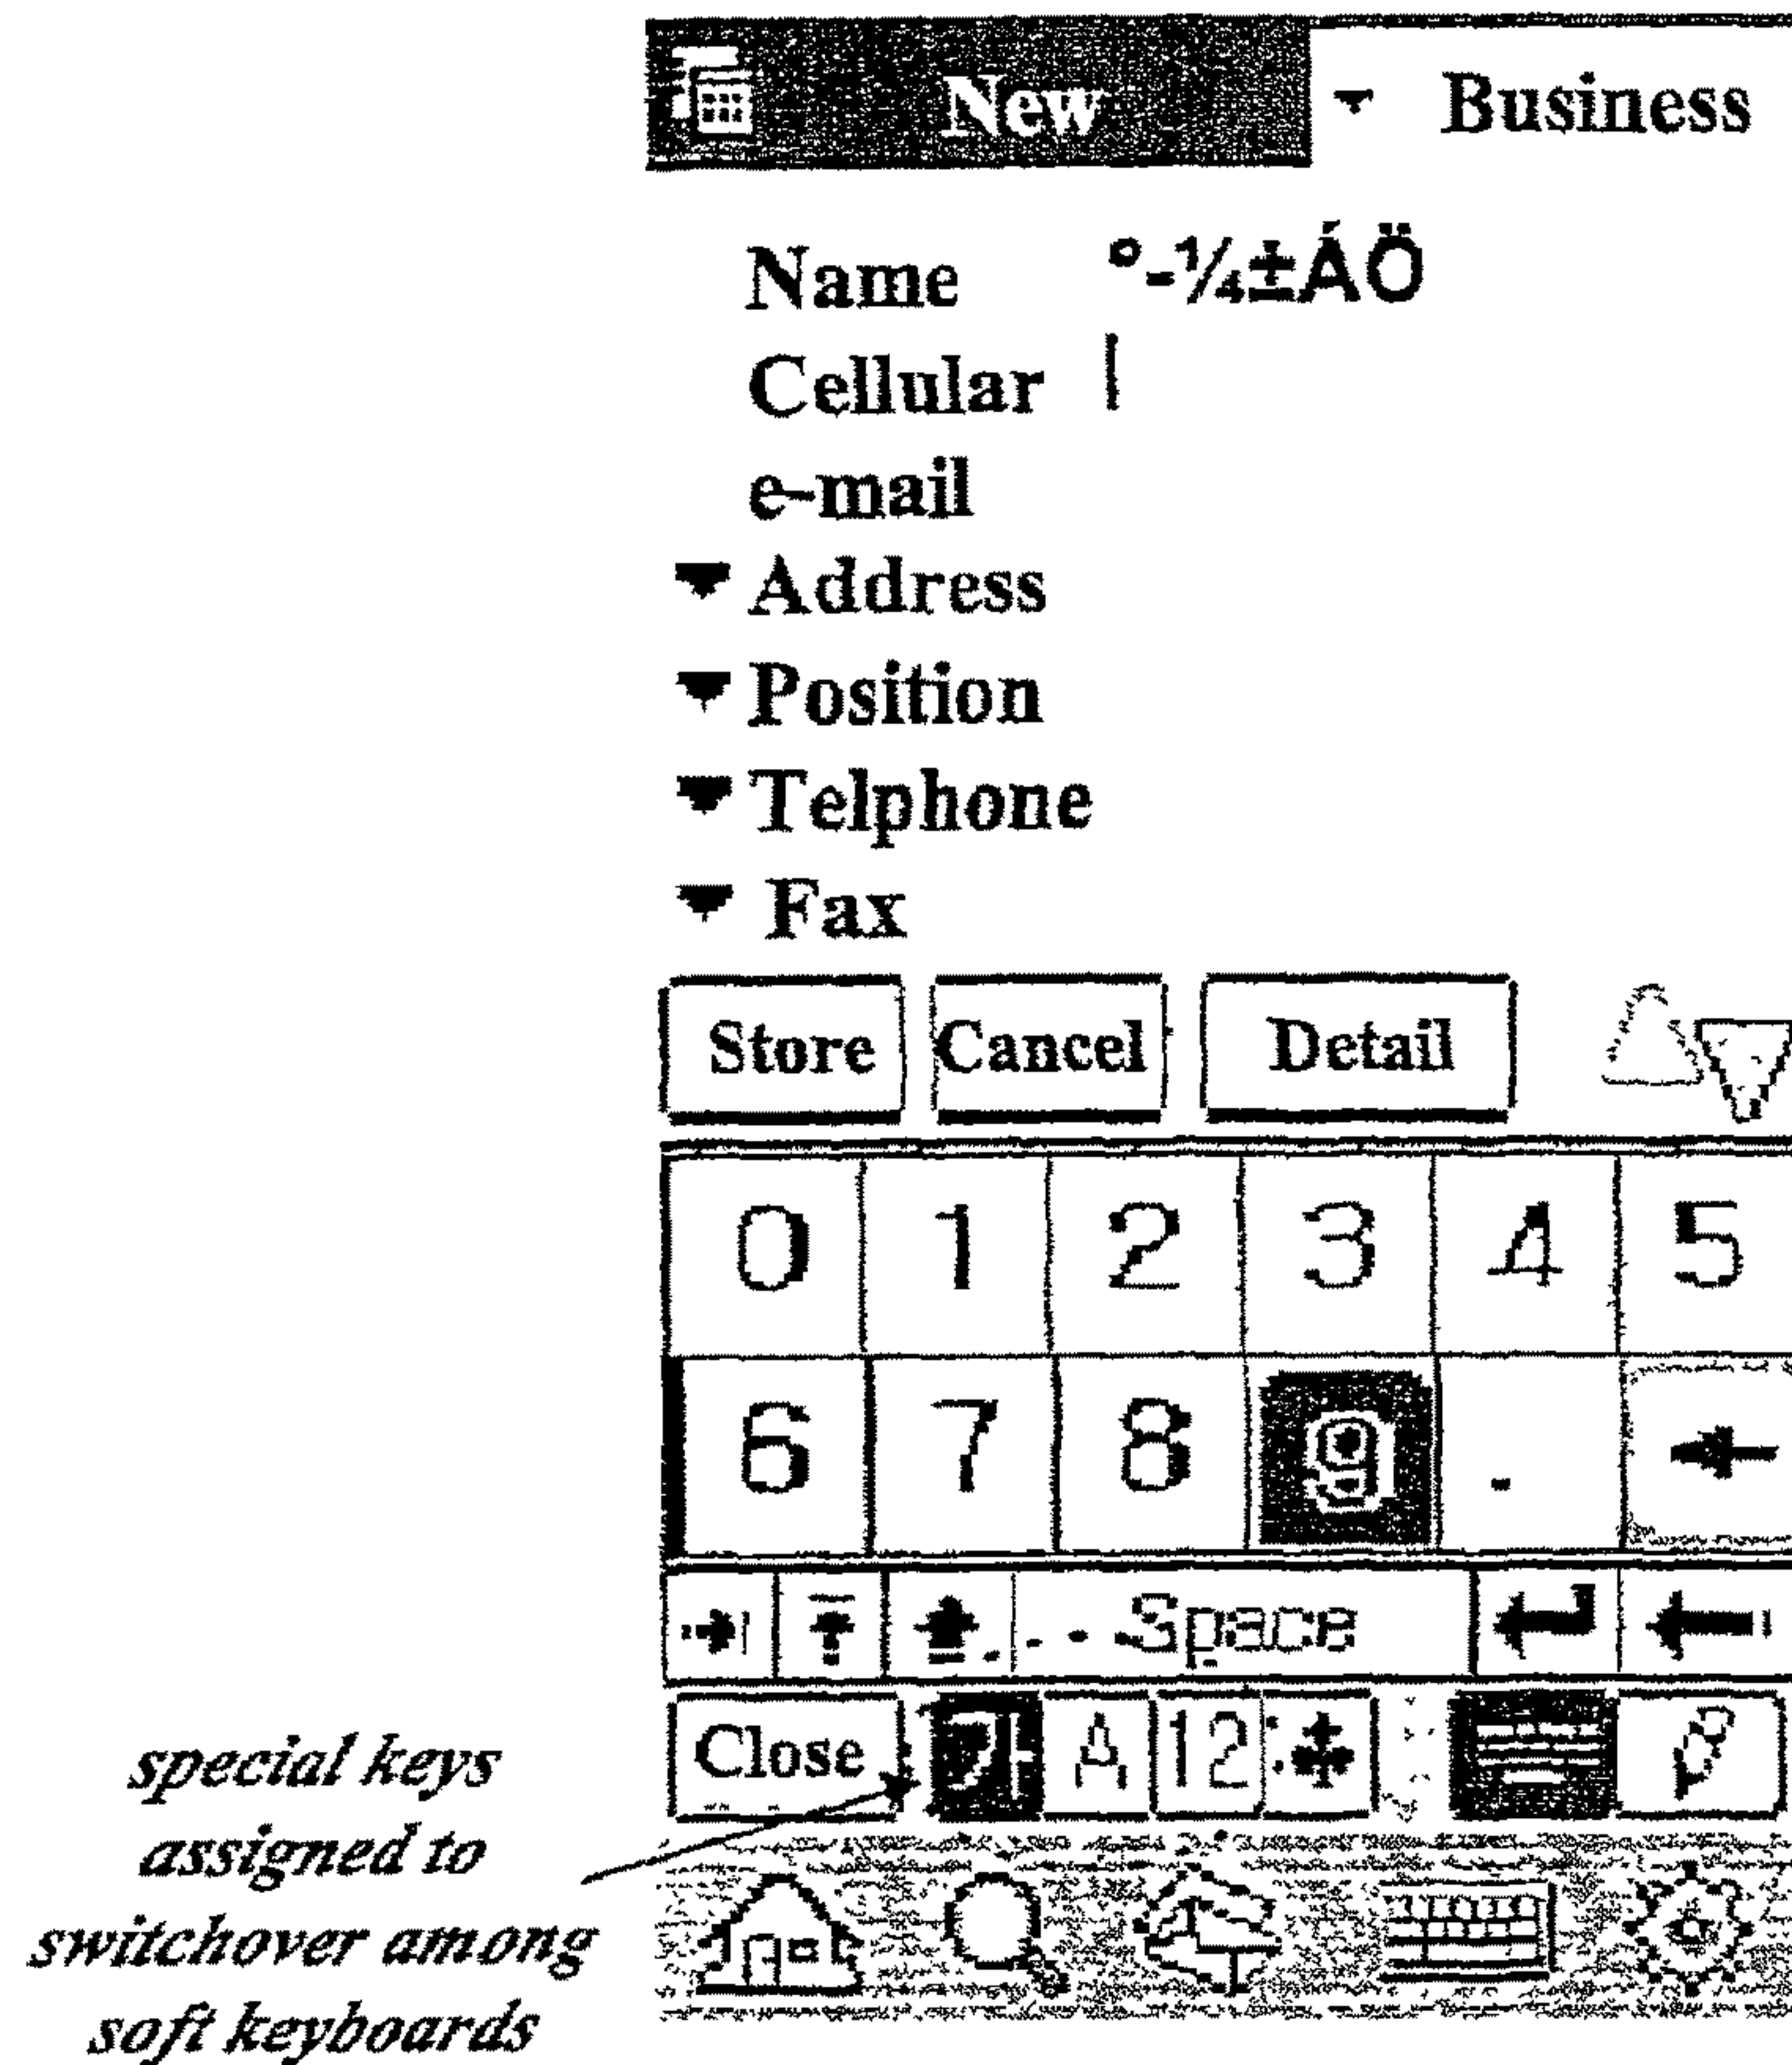 New Business
Name °-¼±ÁÖ
Cellular
e-mail
Address
Position
Telphone
Fax
Store Cancel Detail
0 1 2 3 4 5
6 7 8 9 .
Space
Close 가 A 12
special keys
assigned to
switchover among
soft keyboards